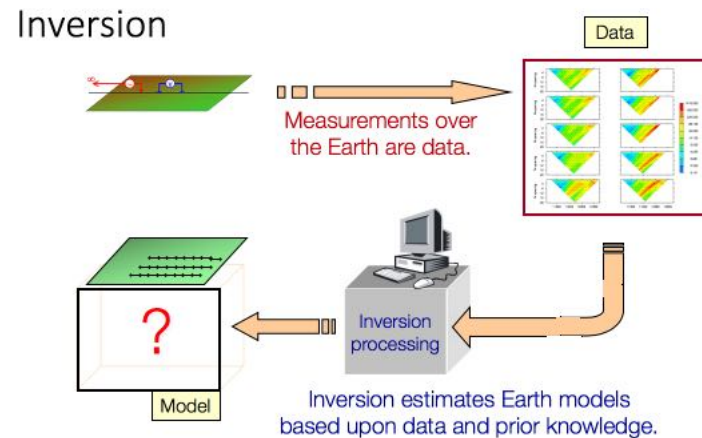 Inversion
Data
∞
Measurements over
the Earth are data.
?
Inversion
processing
Model
Inversion estimates Earth models
based upon data and prior knowledge.